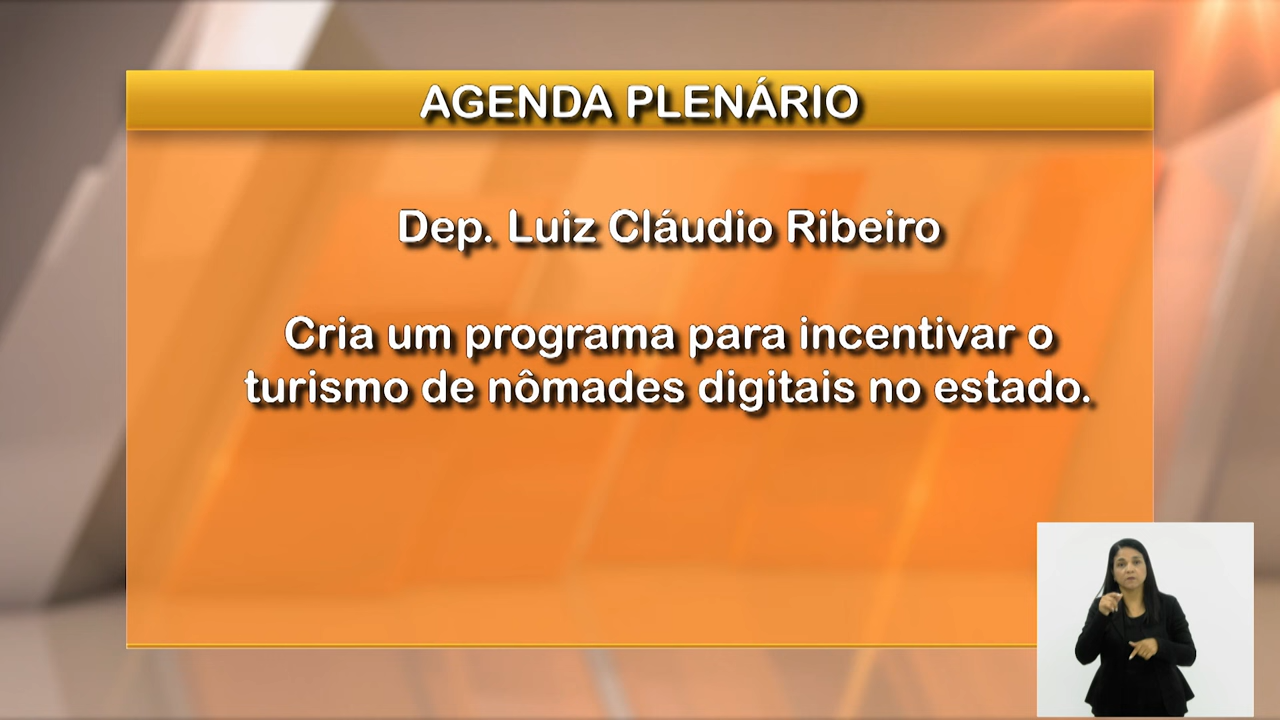 AGENDA PLENÁRIO
Dep. Luiz Cláudio Ribeiro
Cria um programa para incentivar o
turismo de nômades digitais no estado.